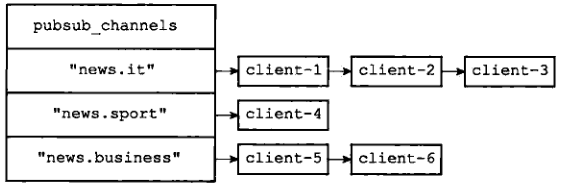 pubsub_channels
"news.it" client-1 client-2 client-3
"news.sport" client-4
"news.business" client-5 client-6